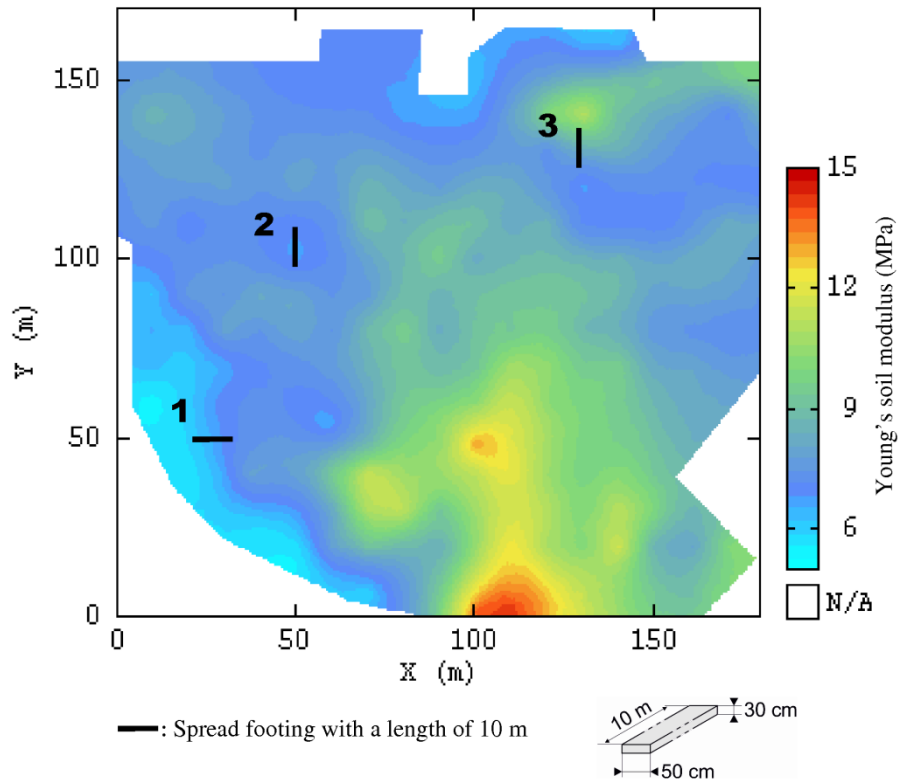 150
100
50
0
Y (m)
0
50
100
150
X (m)
1
2
3
15
12
9
6
Young's soil modulus (MPa)
N/A
: Spread footing with a length of 10 m
10 m
30 cm
50 cm